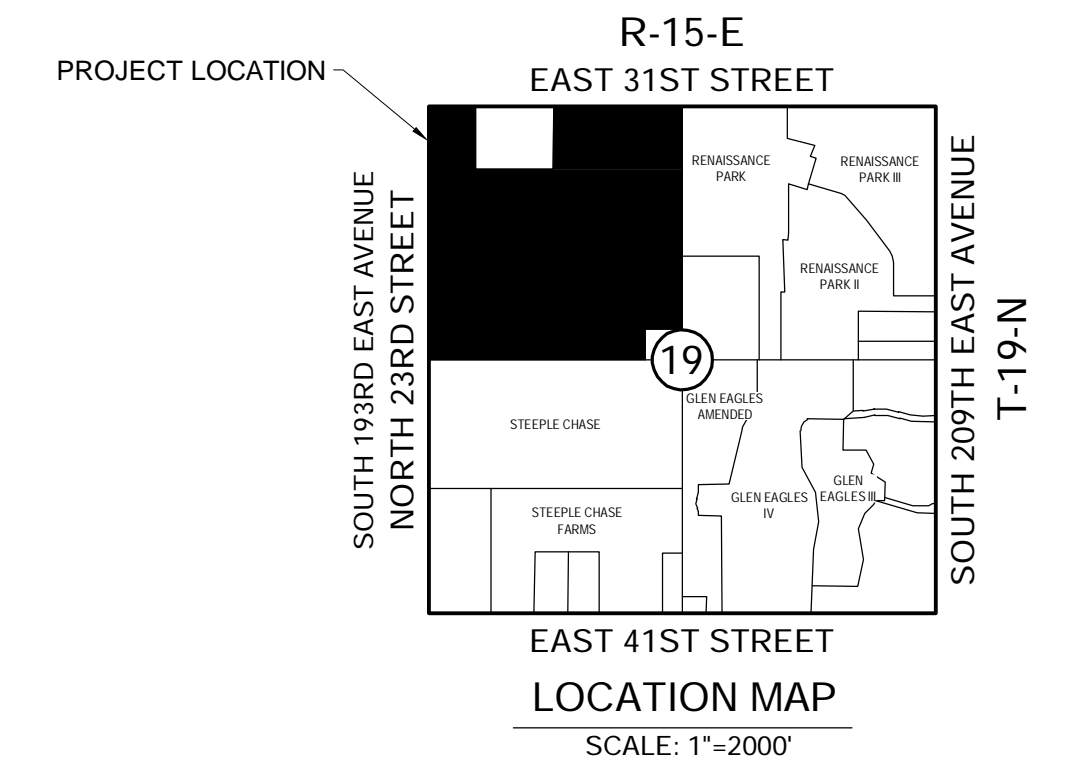 R-15-E
EAST 31ST STREET
PROJECT LOCATION
SOUTH 193RD EAST AVENUE
NORTH 23RD STREET
RENAISSANCE
PARK
RENAISSANCE
PARK III
RENAISSANCE
PARK II
SOUTH 209TH EAST AVENUE
T-19-N
19
STEEPLE CHASE
GLEN EAGLES
AMENDED
STEEPLE CHASE
FARMS
GLEN EAGLES
IV
GLEN
EAGLES III
EAST 41ST STREET
LOCATION MAP
SCALE: 1"=2000'